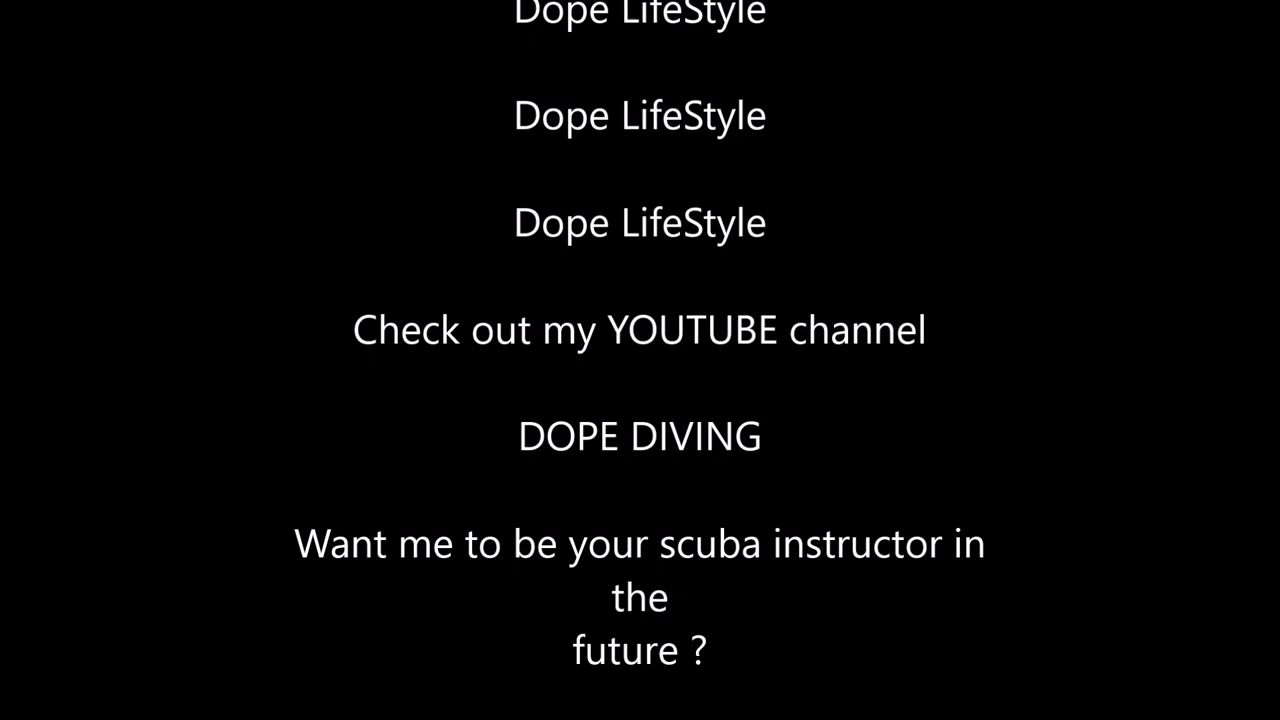 Dope LifeStyle
Dope LifeStyle
Dope LifeStyle
Check out my YOUTUBE channel
DOPE DIVING
Want me to be your scuba instructor in
the
future ?